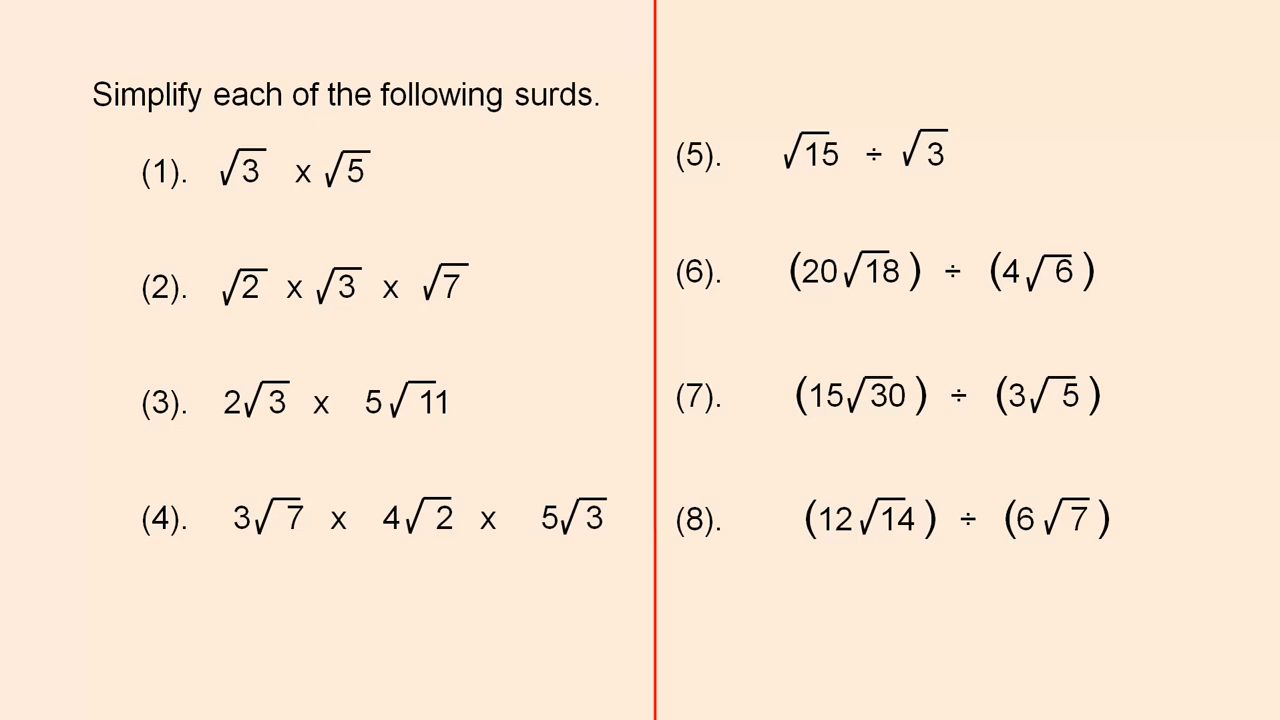 Simplify each of the following surds.
(1). √3 x √5
(2). √2 x √3 x √7
(3). 2√3 x 5√11
(4). 3√7 x 4√2 x 5√3
(5). √15 ÷ √3
(6). (20√18) ÷ (4√6)
(7). (15√30) ÷ (3√5)
(8). (12√14) ÷ (6√7)